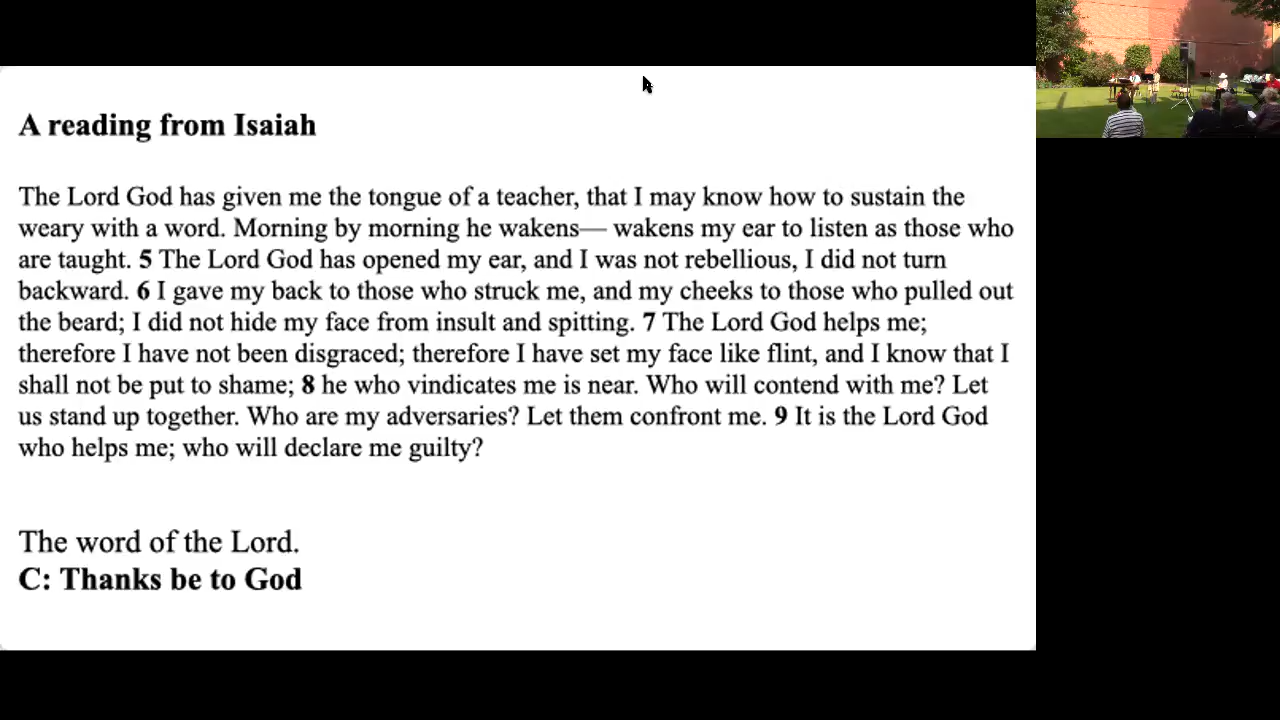 A reading from Isaiah
The Lord God has given me the tongue of a teacher, that I may know how to sustain the
weary with a word. Morning by morning he wakens— wakens my ear to listen as those who
are taught. 5 The Lord God has opened my ear, and I was not rebellious, I did not turn
backward. 6 I gave my back to those who struck me, and my cheeks to those who pulled out
the beard; I did not hide my face from insult and spitting. 7 The Lord God helps me;
therefore I have not been disgraced; therefore I have set my face like flint, and I know that I
shall not be put to shame; 8 he who vindicates me is near. Who will contend with me? Let
us stand up together. Who are my adversaries? Let them confront me. 9 It is the Lord God
who helps me; who will declare me guilty?
The word of the Lord.
C: Thanks be to God